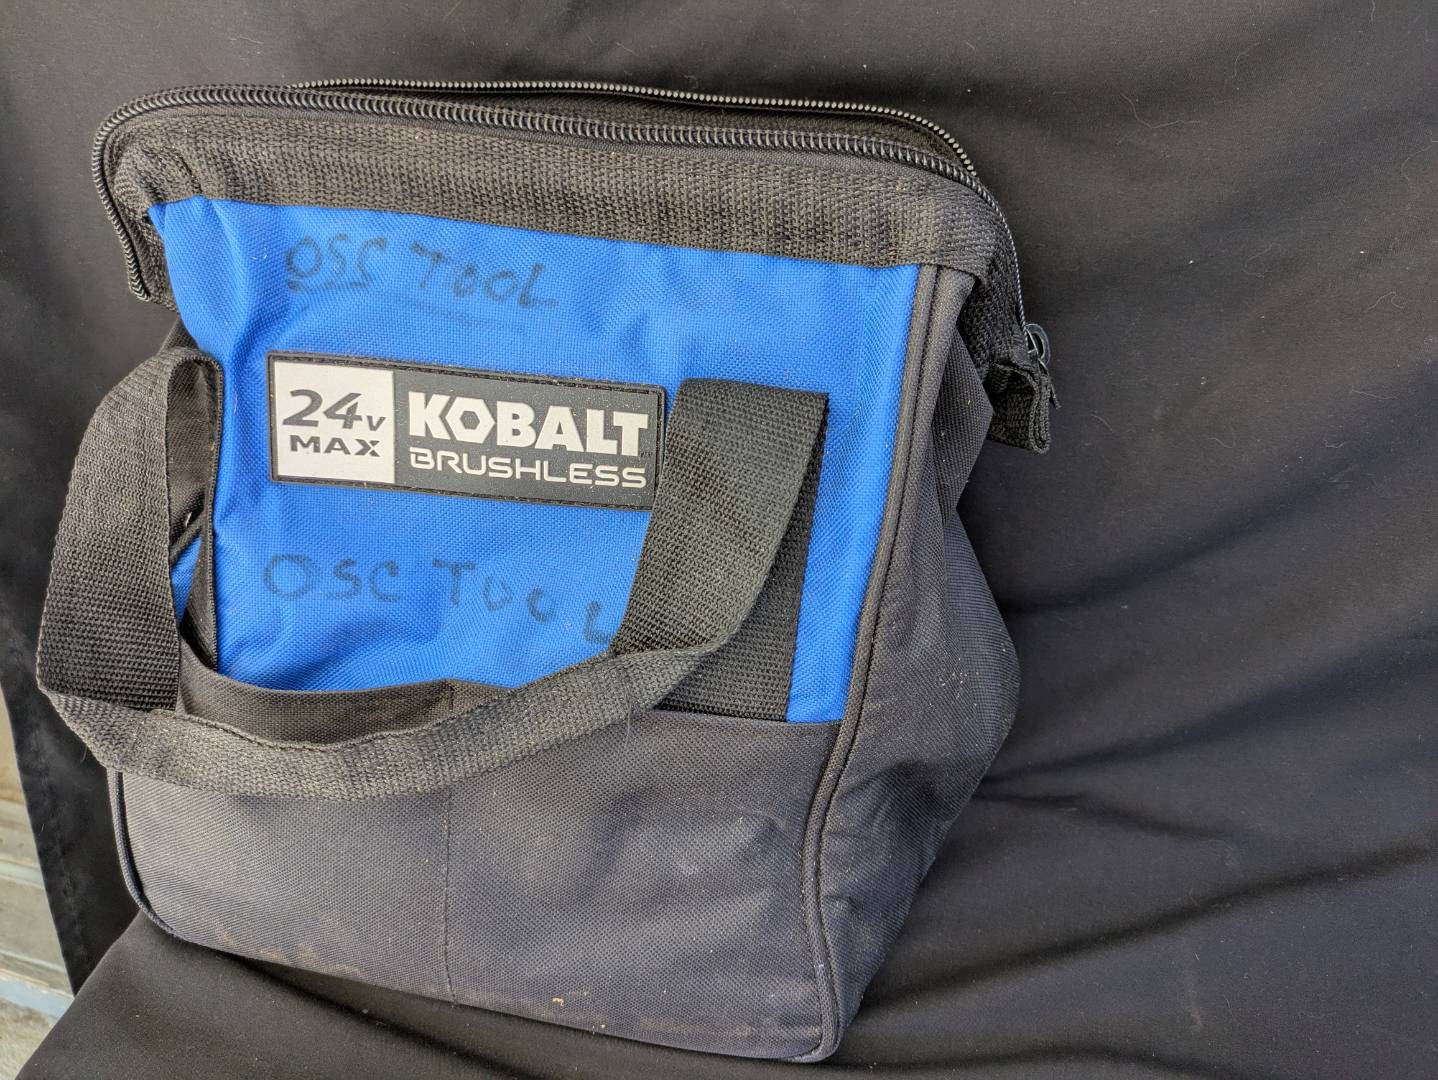 OSC TOOL
24V MAX
KOBALT
BRUSHLESS
OSC TOOL